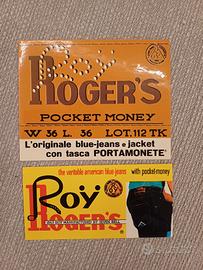 Roy
ROGER'S
POCKET MONEY
W 36 L. 36 LOT. 112 TK
L'originale blue-jeans e jacket
con tasca PORTAMONETE'
the veritable american blue jeans with pocket-money
Roy
ROGER'S